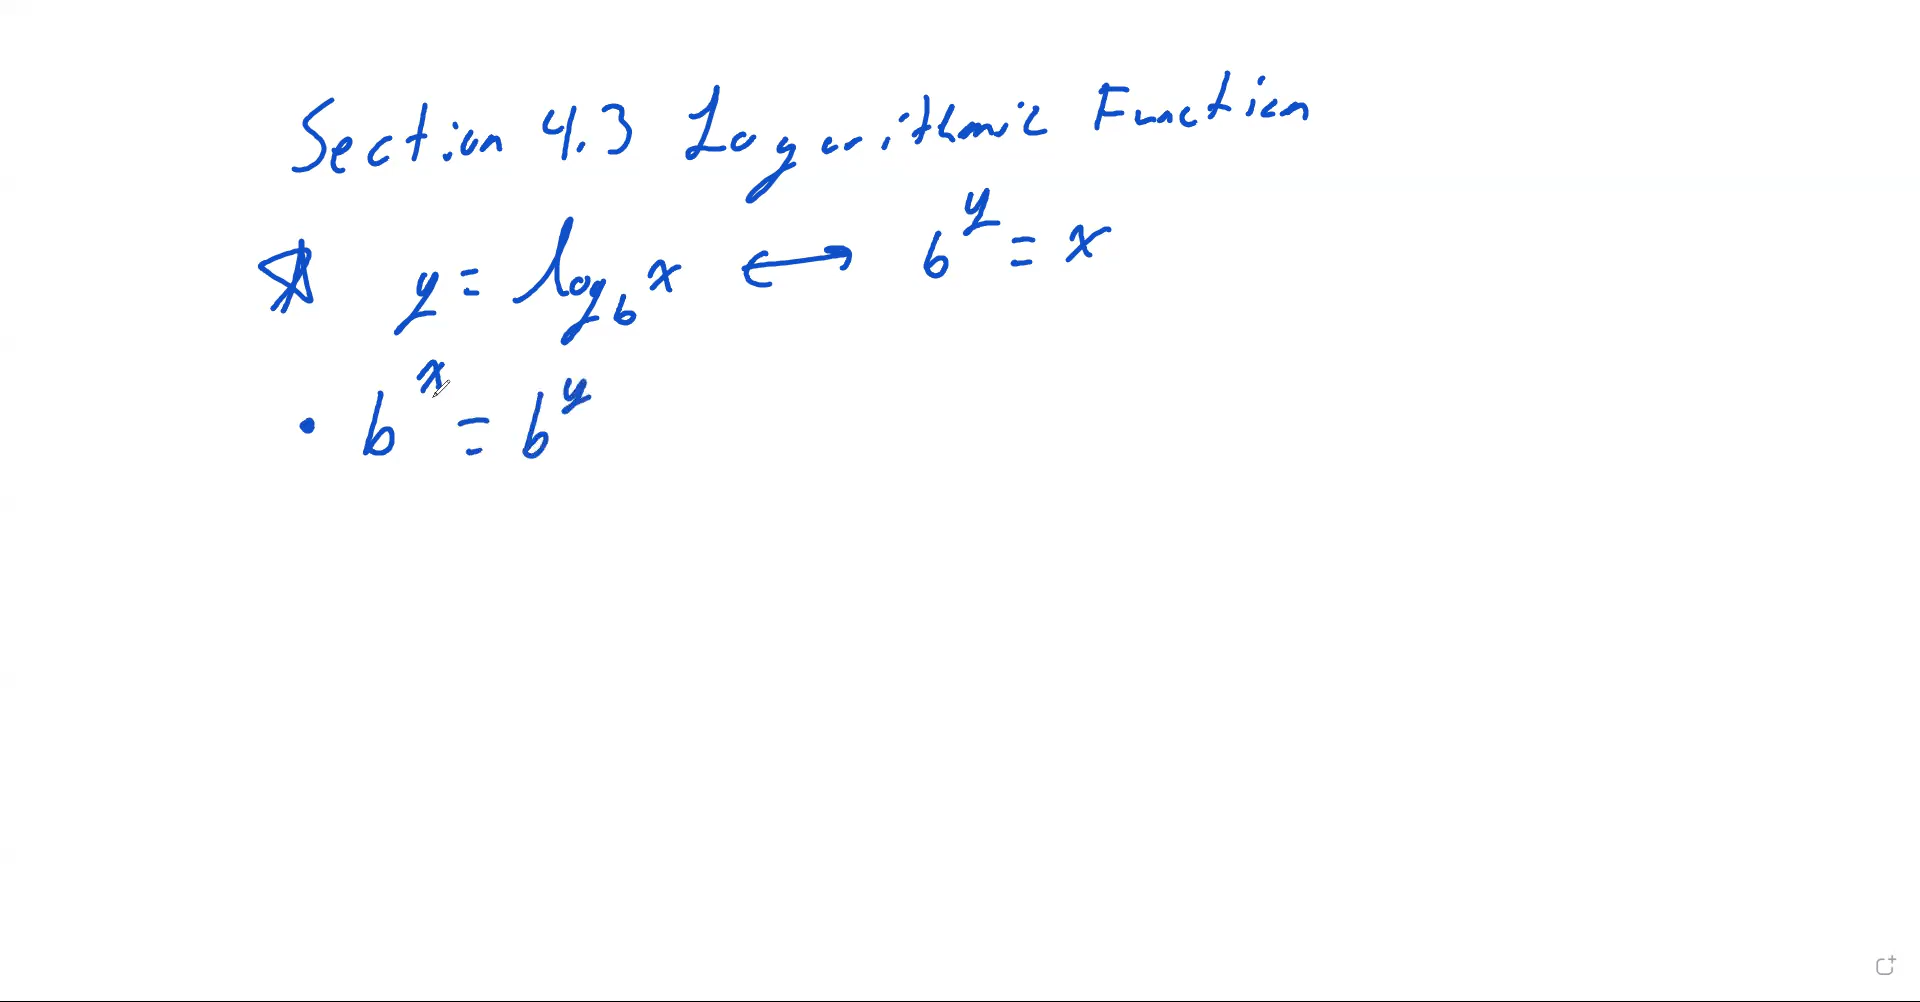 Section 4.3 Logarithmic Function
☆ y = log_b x ⟷ b^y = x
• b^x = b^y